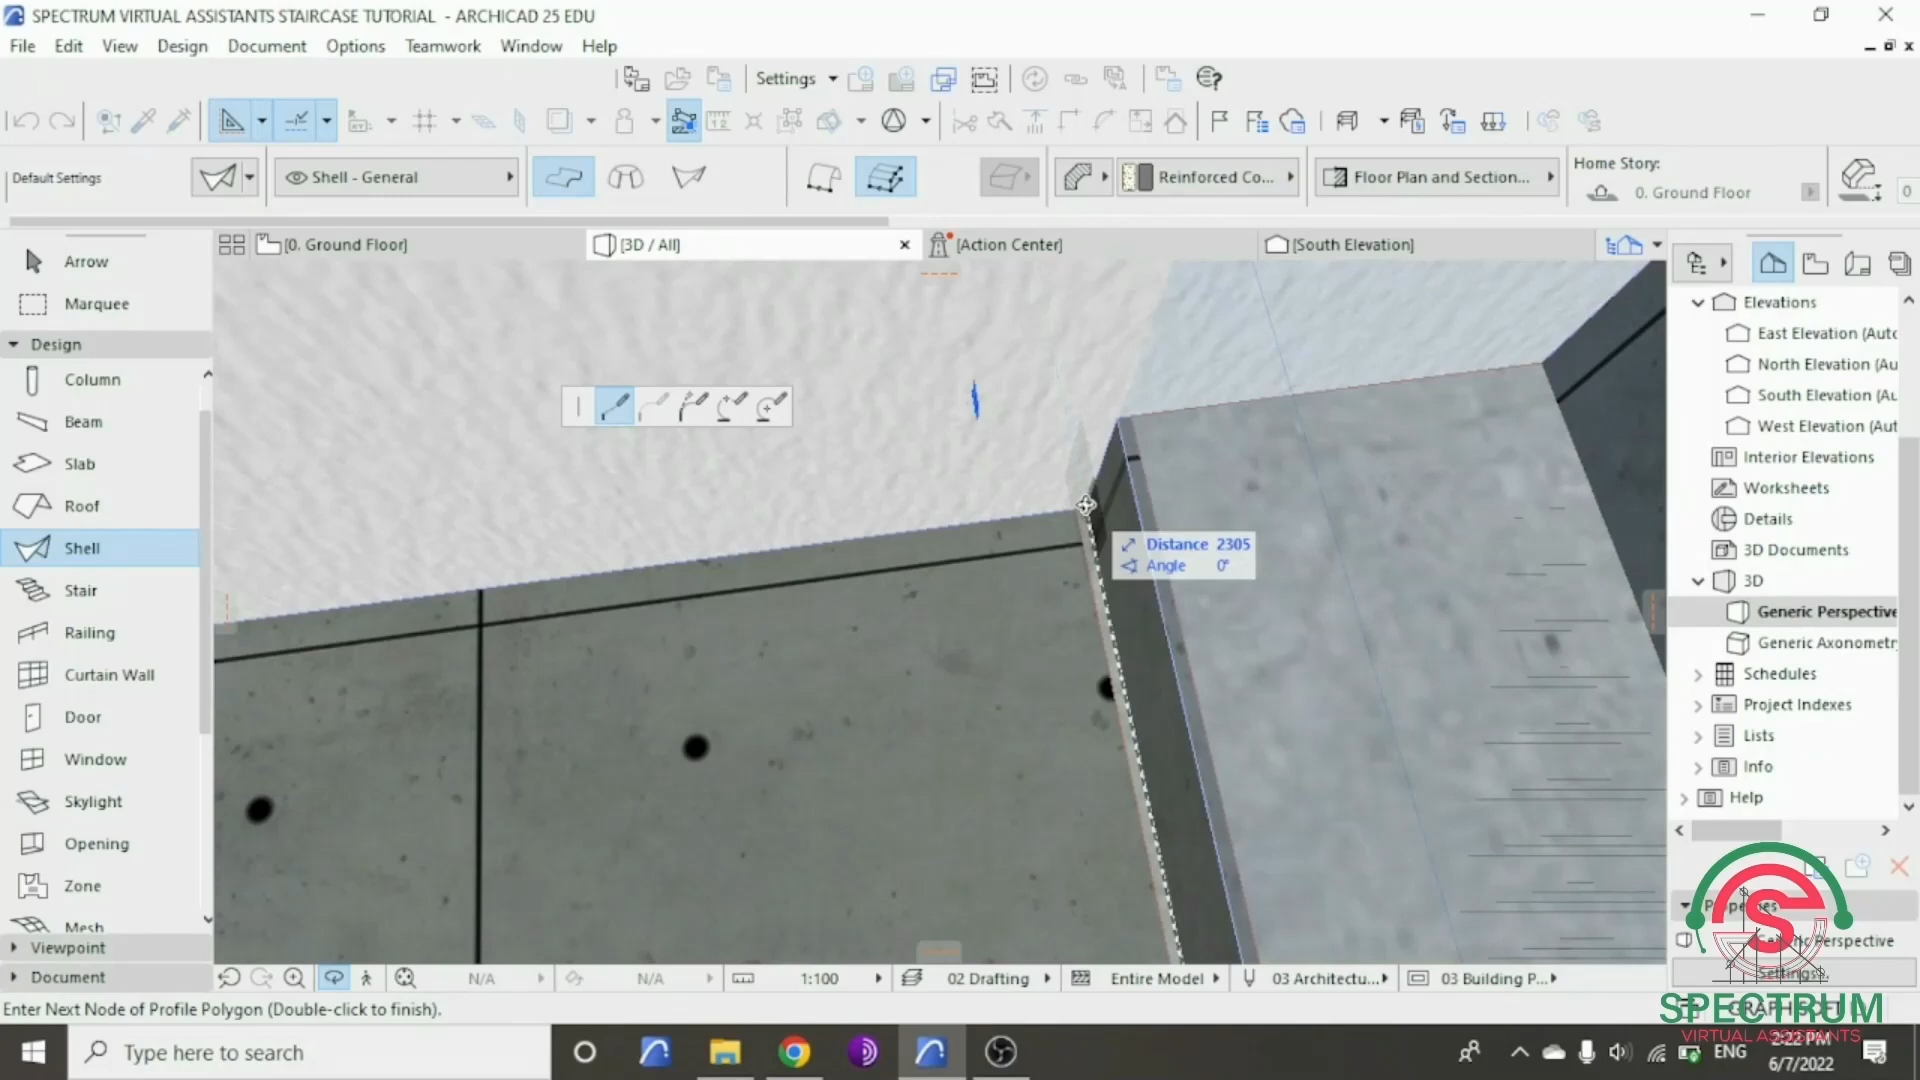 SPECTRUM VIRTUAL ASSISTANTS STAIRCASE TUTORIAL - ARCHICAD 25 EDU
File Edit View Design Document Options Teamwork Window Help
Settings
Default Settings
Shell - General
Reinforced Co...
Floor Plan and Section...
Home Story:
0. Ground Floor
0
[0. Ground Floor]
[3D / All]
[Action Center]
[South Elevation]
Arrow
Marquee
Design
Column
Beam
Slab
Roof
Shell
Stair
Railing
Curtain Wall
Door
Window
Skylight
Opening
Zone
Mesh
Viewpoint
Document
Distance 2305
Angle 0°
Elevations
East Elevation (Auto
North Elevation (Au
South Elevation (Au
West Elevation (Aut
Interior Elevations
Worksheets
Details
3D Documents
3D
Generic Perspective
Generic Axonometr
Schedules
Project Indexes
Lists
Info
Help
Properties
Generic Perspective
Settings...
N/A
N/A
1:100
02 Drafting
Entire Model
03 Architectu...
03 Building P...
Enter Next Node of Profile Polygon (Double-click to finish).
GRAPHISOFT ID
SPECTRUM
VIRTUAL ASSISTANTS
Type here to search
ENG
2:22 PM
6/7/2022